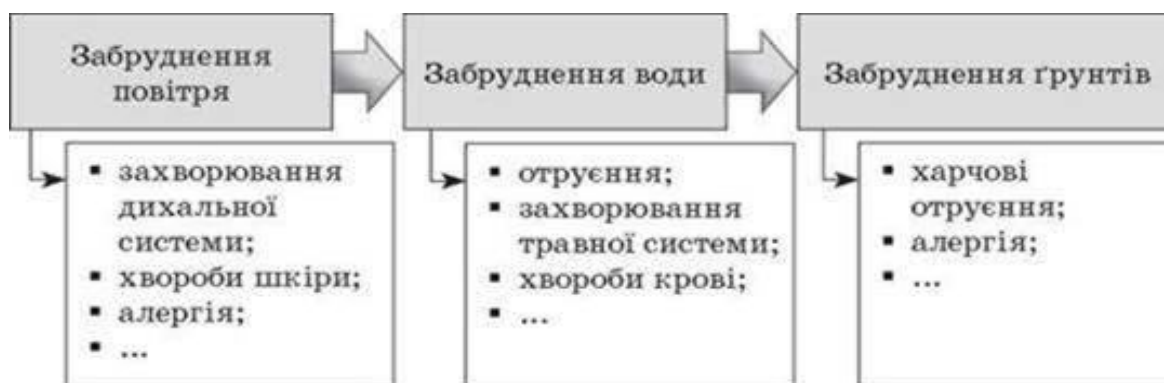 Забруднення
повітря
Забруднення води
Забруднення ґрунтів
▪ захворювання
дихальної
системи;
▪ хвороби шкіри;
▪ алергія;
▪ ...
▪ отруєння;
▪ захворювання
травної системи;
▪ хвороби крові;
▪ ...
▪ харчові
отруєння;
▪ алергія;
▪ ...